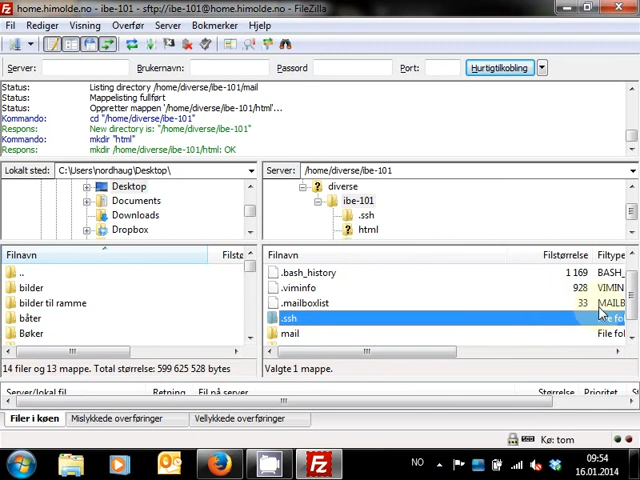 home.himolde.no - ibe-101 - sftp://ibe-101@home.himolde.no - FileZilla
Fil Rediger Visning Overfør Server Bokmerker Hjelp
Server: Brukernavn: Passord Port: Hurtigtilkobling
Status: Listing directory /home/diverse/ibe-101/mail
Status: Mappelisting fullført
Status: Oppretter mappen '/home/diverse/ibe-101/html'...
Kommando: cd "/home/diverse/ibe-101"
Respons: New directory is: "/home/diverse/ibe-101"
Kommando: mkdir "html"
Respons: mkdir /home/diverse/ibe-101/html: OK
Lokalt sted: C:\Users\nordhaug\Desktop\
Server: /home/diverse/ibe-101
Desktop
Documents
Downloads
Dropbox
diverse
ibe-101
.ssh
html
Filnavn Filstø
..
bilder
bilder til ramme
båter
Bøker
Filnavn Filstørrelse Filtype
.bash_history 1 169 BASH_
.viminfo 928 VIMIN
.mailboxlist 33 MAILB
.ssh File fol
mail File fol
14 filer og 13 mappe. Total størrelse: 599 625 528 bytes
Valgte 1 mappe.
Server/lokal fil Retning Fil på server Størrelse Prioritet
Filer i køen Mislykkede overføringer Vellykkede overføringer
Kø: tom
NO
09:54
16.01.2014